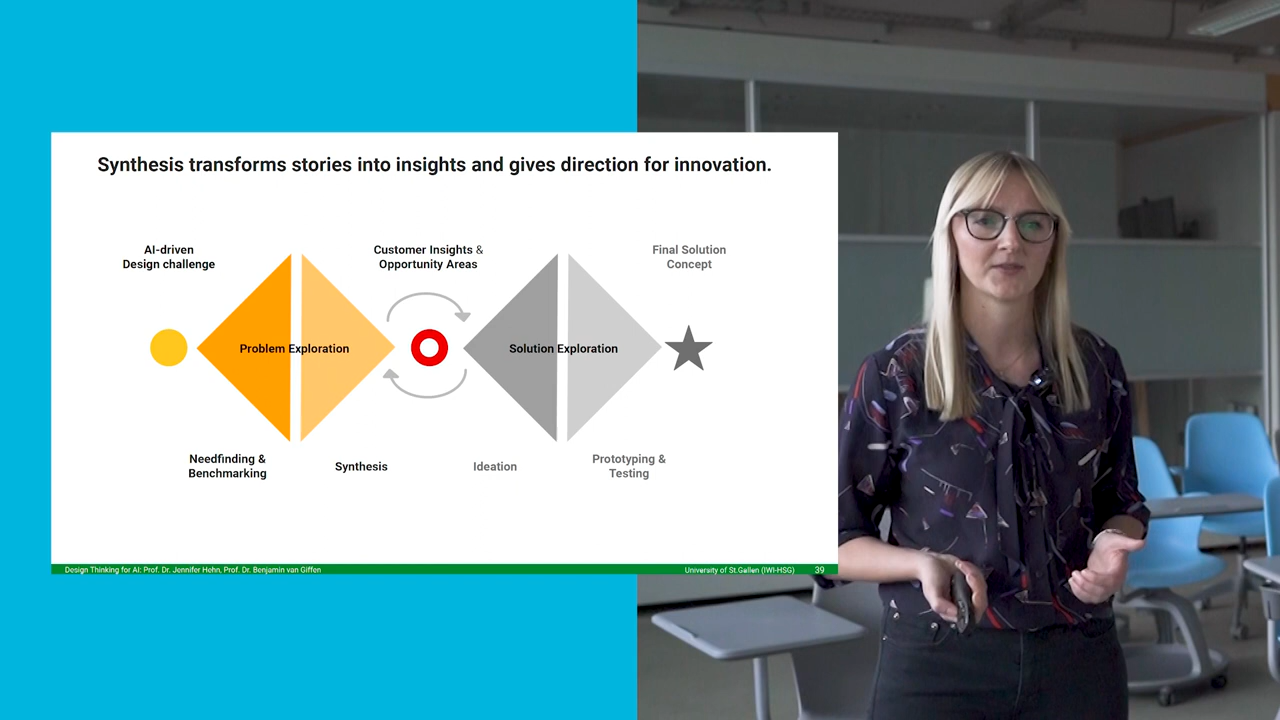 Synthesis transforms stories into insights and gives direction for innovation.
AI-driven
Design challenge
Customer Insights &
Opportunity Areas
Final Solution
Concept
Problem Exploration
Solution Exploration
Needfinding &
Benchmarking
Synthesis
Ideation
Prototyping &
Testing
Design Thinking for AI: Prof. Dr. Jennifer Hehn, Prof. Dr. Benjamin van Giffen
University of St.Gallen (IWI-HSG)
39